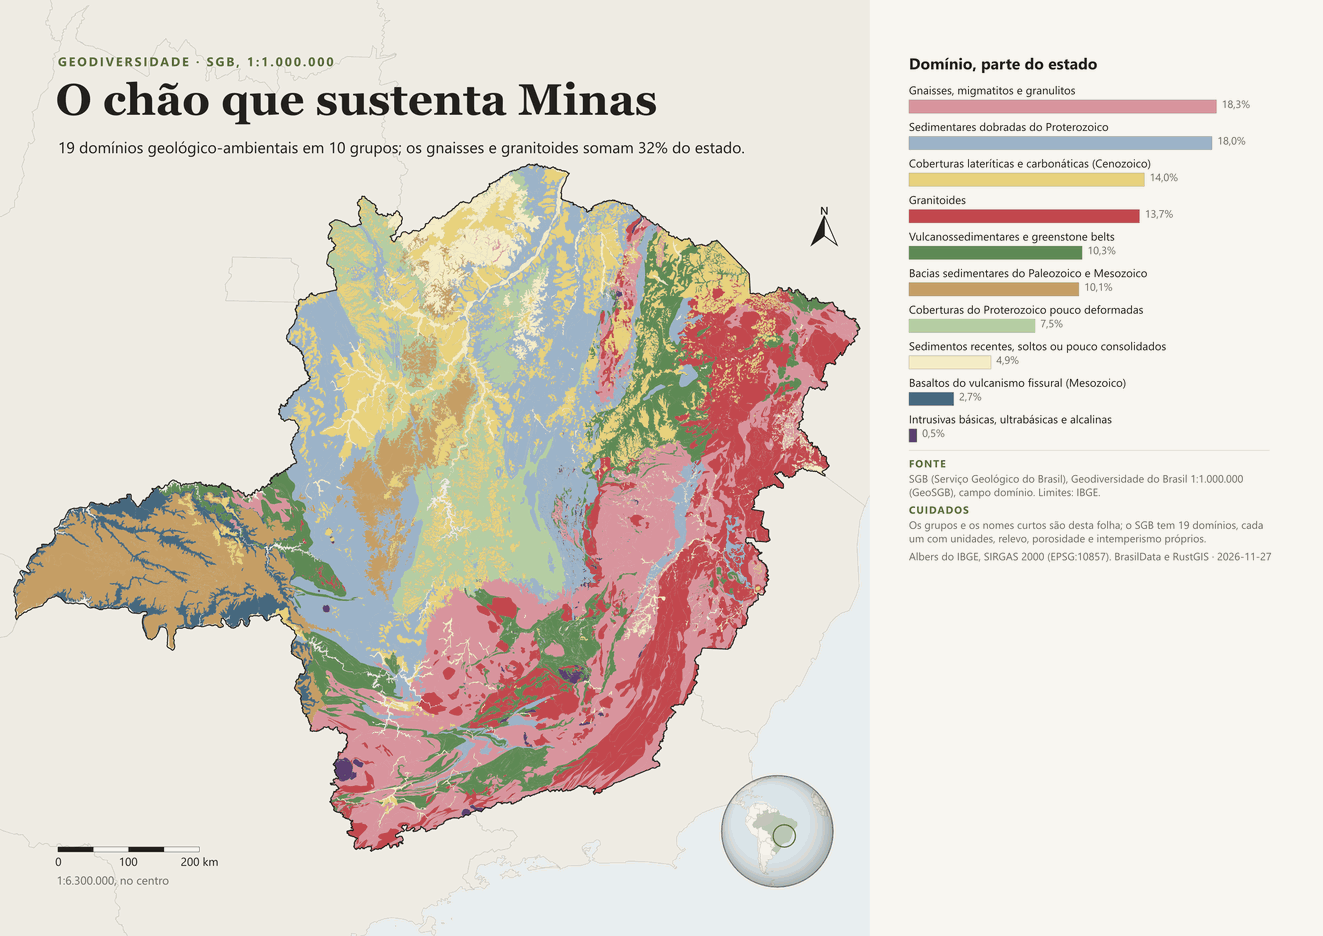 GEODIVERSIDADE · SGB, 1:1.000.000
O chão que sustenta Minas
19 domínios geológico-ambientais em 10 grupos; os gnaisses e granitoides somam 32% do estado.
N
0 100 200 km
1:6.300.000, no centro
Domínio, parte do estado
Gnaisses, migmatitos e granulitos
18,3%
Sedimentares dobradas do Proterozoico
18,0%
Coberturas lateríticas e carbonáticas (Cenozoico)
14,0%
Granitoides
13,7%
Vulcanossedimentares e greenstone belts
10,3%
Bacias sedimentares do Paleozoico e Mesozoico
10,1%
Coberturas do Proterozoico pouco deformadas
7,5%
Sedimentos recentes, soltos ou pouco consolidados
4,9%
Basaltos do vulcanismo fissural (Mesozoico)
2,7%
Intrusivas básicas, ultrabásicas e alcalinas
0,5%
FONTE
SGB (Serviço Geológico do Brasil), Geodiversidade do Brasil 1:1.000.000
(GeoSGB), campo domínio. Limites: IBGE.
CUIDADOS
Os grupos e os nomes curtos são desta folha; o SGB tem 19 domínios, cada
um com unidades, relevo, porosidade e intemperismo próprios.
Albers do IBGE, SIRGAS 2000 (EPSG:10857). BrasilData e RustGIS · 2026-11-27